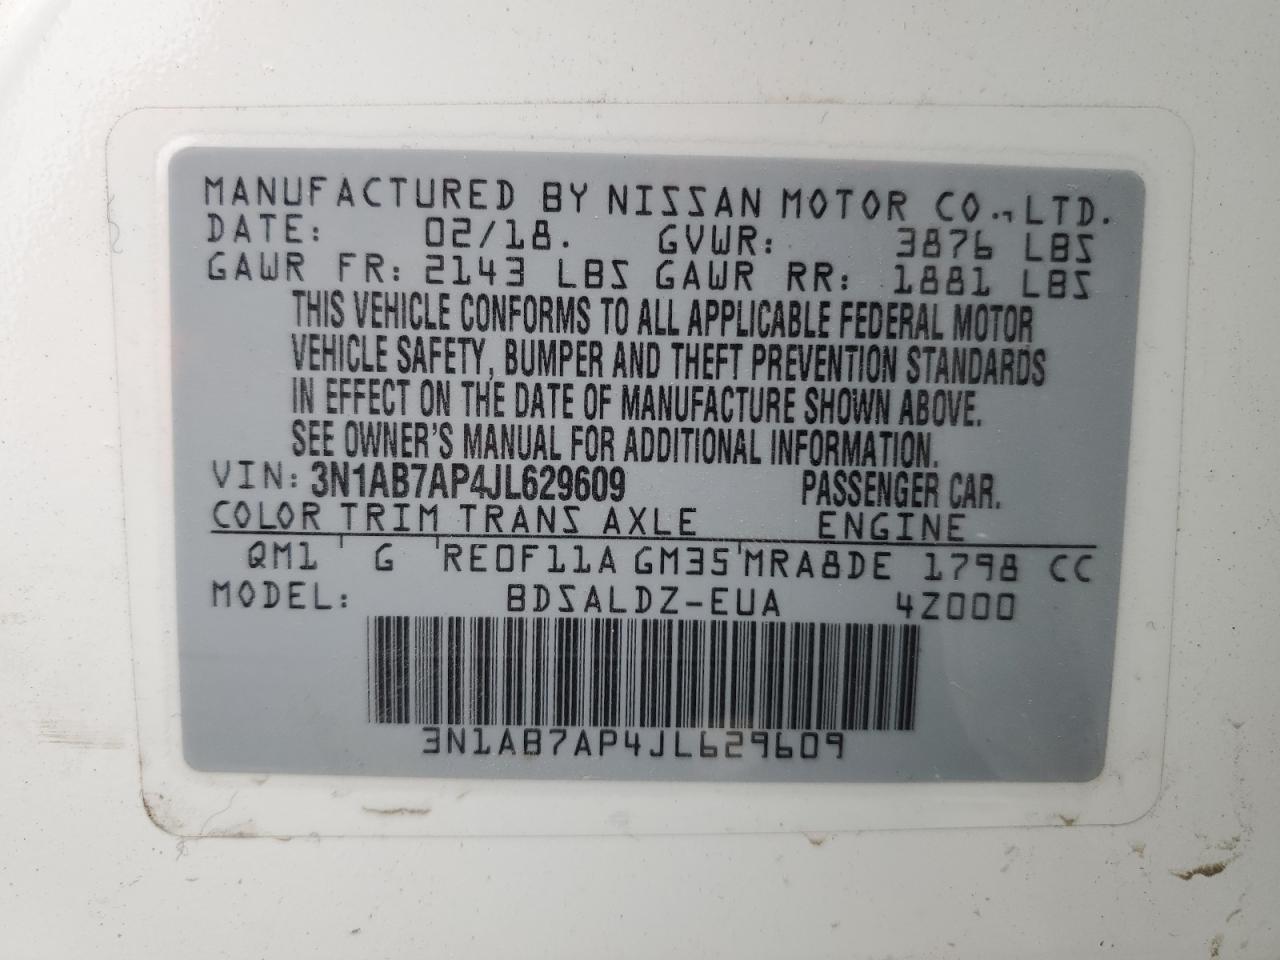 MANUFACTURED BY NISSAN MOTOR CO., LTD.
DATE: 02/18. GVWR: 3876 LBS
GAWR FR: 2143 LBS GAWR RR: 1881 LBS
THIS VEHICLE CONFORMS TO ALL APPLICABLE FEDERAL MOTOR
VEHICLE SAFETY, BUMPER AND THEFT PREVENTION STANDARDS
IN EFFECT ON THE DATE OF MANUFACTURE SHOWN ABOVE.
SEE OWNER'S MANUAL FOR ADDITIONAL INFORMATION.
VIN: 3N1AB7AP4JL629609 PASSENGER CAR.
COLOR TRIM TRANS AXLE ENGINE
QM1 G RE0F11A GM35 MRA8DE 1798 CC
MODEL: BDSALDZ-EUA 4Z000
3N1AB7AP4JL629609